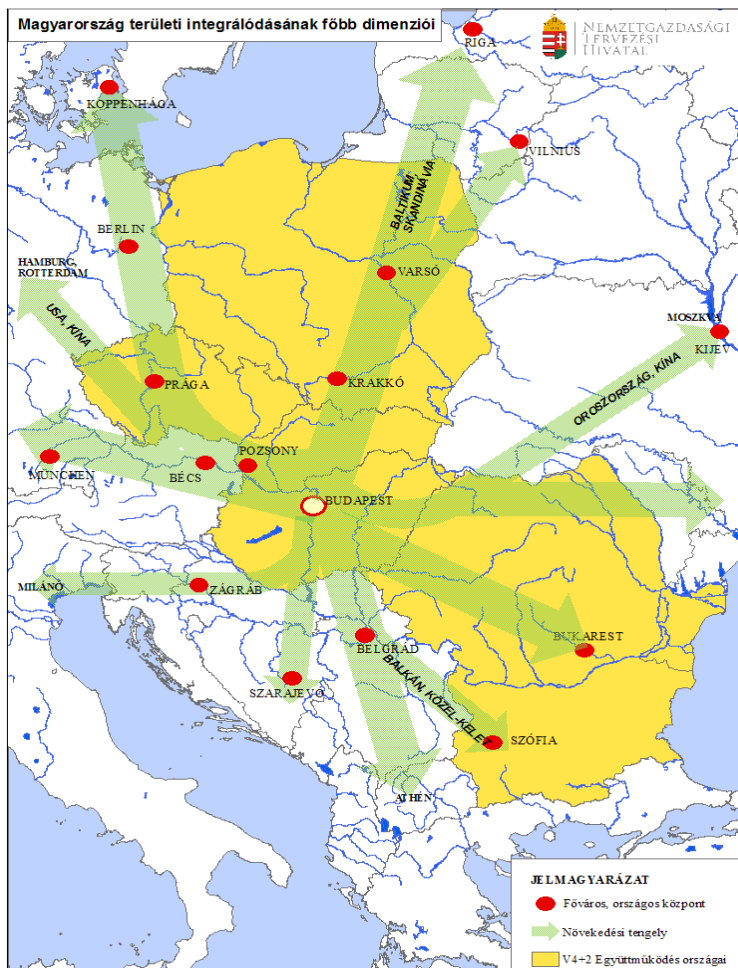 Magyarország területi integrálódásának főbb dimenziói
NEMZETGAZDASÁGI
TERVEZÉSI
HIVATAL
RIGA
KOPPENHÁGA
VILNIUS
BALTIKUM,
SKANDINÁVIA
BERLIN
HAMBURG,
ROTTERDAM
VARSÓ
USA, KÍNA
MOSZKVA
KIJEV
OROSZORSZÁG, KÍNA
PRÁGA
KRAKKÓ
POZSONY
MÜNCHEN
BÉCS
BUDAPEST
MILÁNÓ
ZÁGRÁB
BELGRÁD
BUKAREST
BALKÁN, KÖZEL-KELET
SZARAJEVÓ
SZÓFIA
ATHÉN
JELMAGYARÁZAT
Főváros, országos központ
Növekedési tengely
V4+2 Együttműködés országai